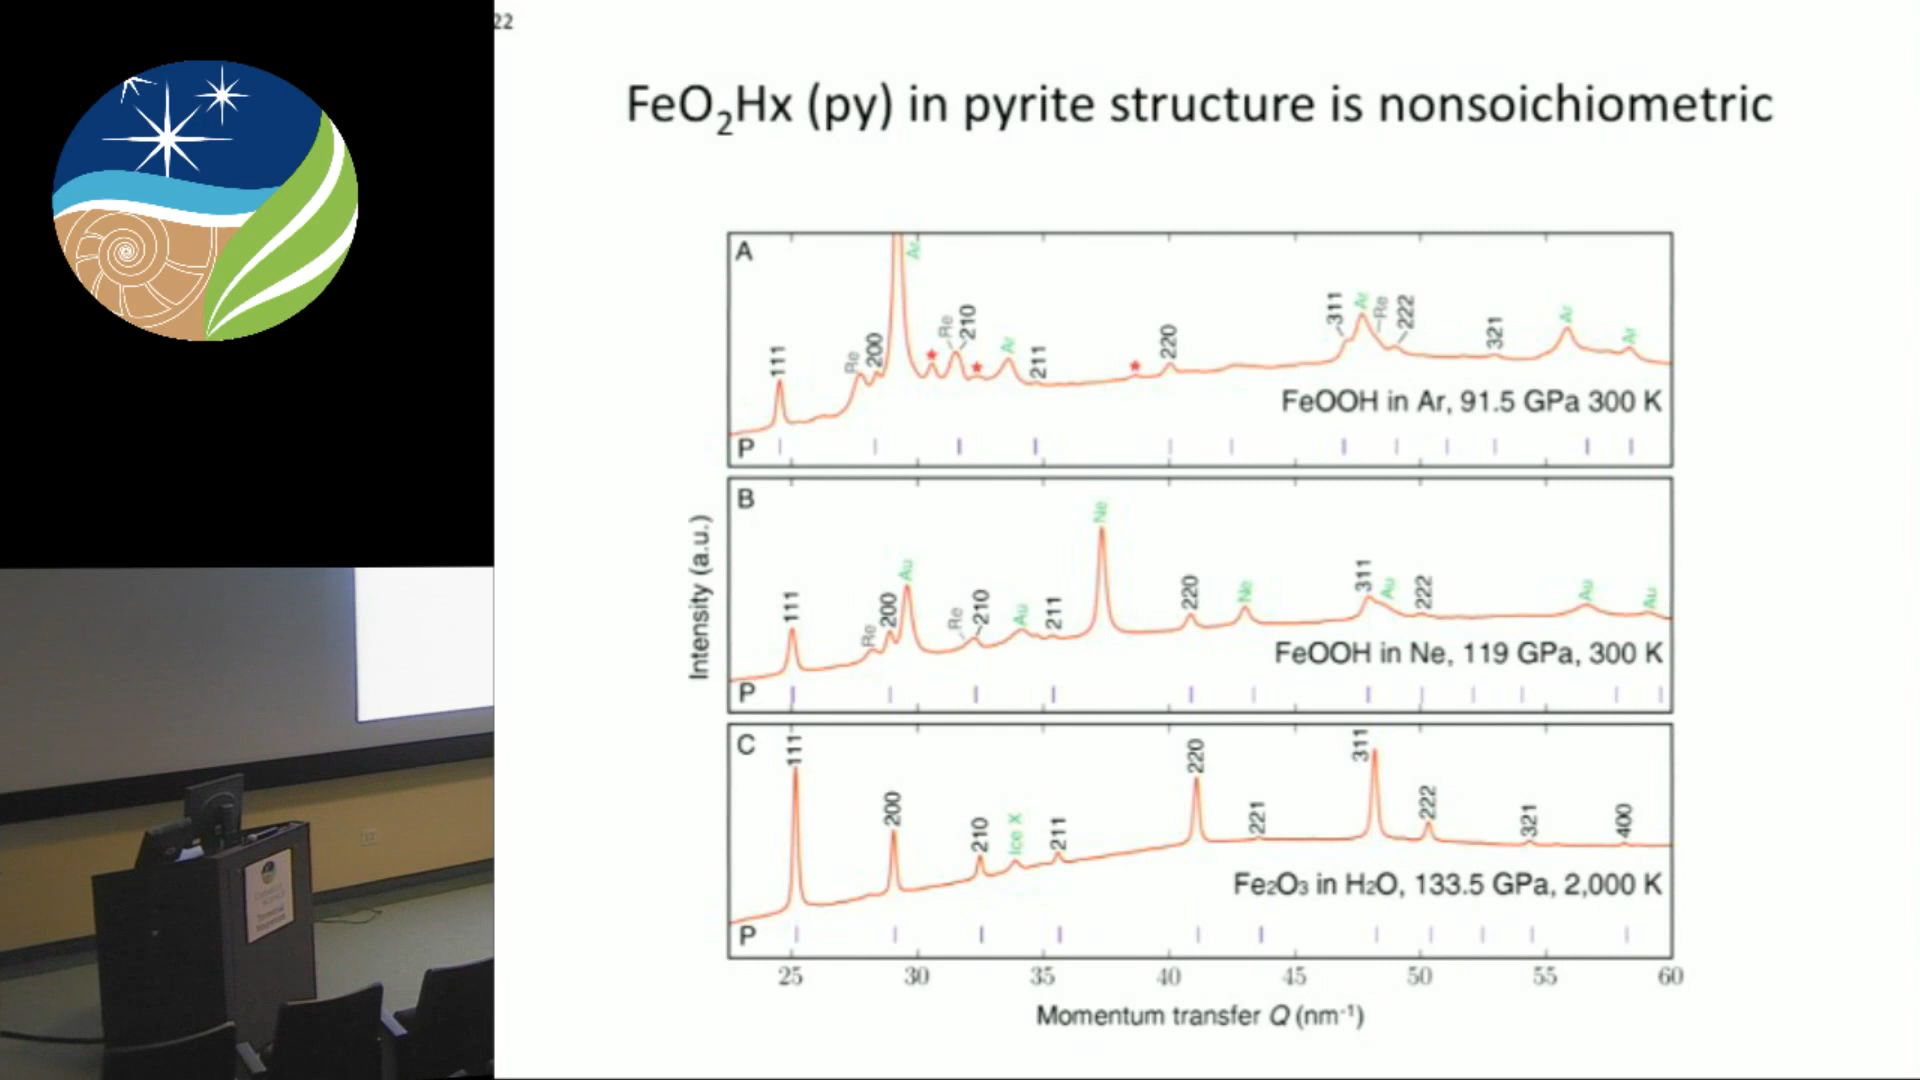 22
FeO₂Hx (py) in pyrite structure is nonsoichiometric
A
111
Re
200
Ar
Re
210
Ar
211
220
311
Ar
Re
222
321
Ar
Ar
FeOOH in Ar, 91.5 GPa 300 K
P
Intensity (a.u.)
B
111
Re
200
Au
Re
210
Au
211
Ne
220
Ne
311
Au
222
Au
Au
FeOOH in Ne, 119 GPa, 300 K
P
C
111
200
210
Ice X
211
220
221
311
222
321
400
Fe₂O₃ in H₂O, 133.5 GPa, 2,000 K
P
25 30 35 40 45 50 55 60
Momentum transfer Q (nm⁻¹)